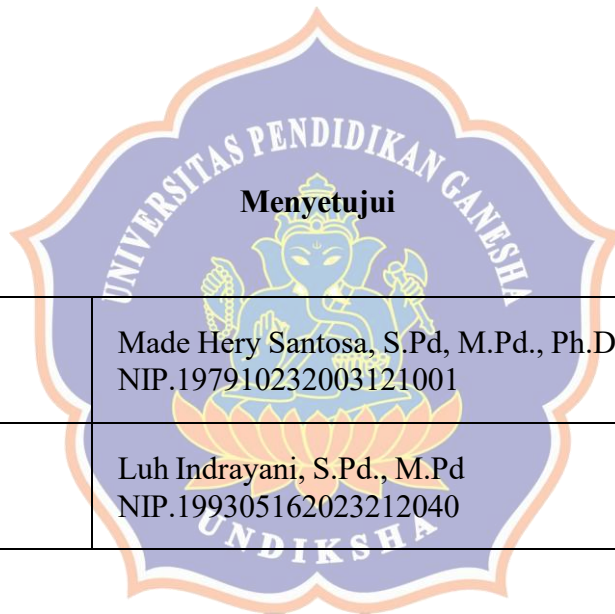 UNIVERSITAS PENDIDIKAN GANESHA
Menyetujui
Made Hery Santosa, S.Pd, M.Pd., Ph.D
NIP.197910232003121001
Luh Indrayani, S.Pd., M.Pd
NIP.199305162023212040
UNDIKSHA